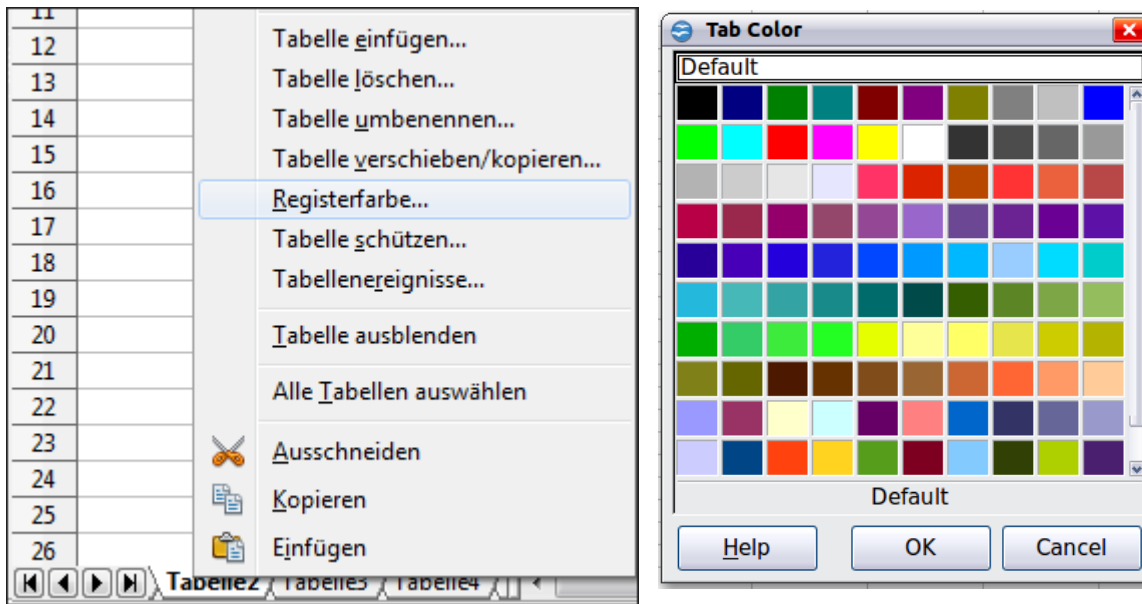 11
12
13
14
15
16
17
18
19
20
21
22
23
24
25
26
Tabelle einfügen...
Tabelle löschen...
Tabelle umbenennen...
Tabelle verschieben/kopieren...
Registerfarbe...
Tabelle schützen...
Tabellenereignisse...
Tabelle ausblenden
Alle Tabellen auswählen
Ausschneiden
Kopieren
Einfügen
Tabelle2 Tabelle3 Tabelle4
Tab Color
Default
Default
Help OK Cancel